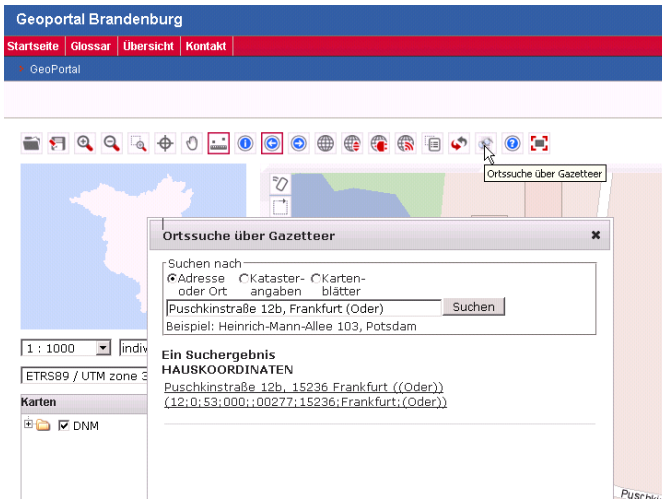 Geoportal Brandenburg
Startseite Glossar Übersicht Kontakt
GeoPortal
Ortssuche über Gazetteer
Ortssuche über Gazetteer
Suchen nach
Adresse oder Ort
Kataster-angaben
Karten-blätter
Puschkinstraße 12b, Frankfurt (Oder)
Suchen
Beispiel: Heinrich-Mann-Allee 103, Potsdam
1 : 1000
indiv
ETRS89 / UTM zone 3
Ein Suchergebnis
HAUSKOORDINATEN
Puschkinstraße 12b, 15236 Frankfurt ((Oder))
(12;0;53;000;;00277;15236;Frankfurt;(Oder))
Karten
DNM